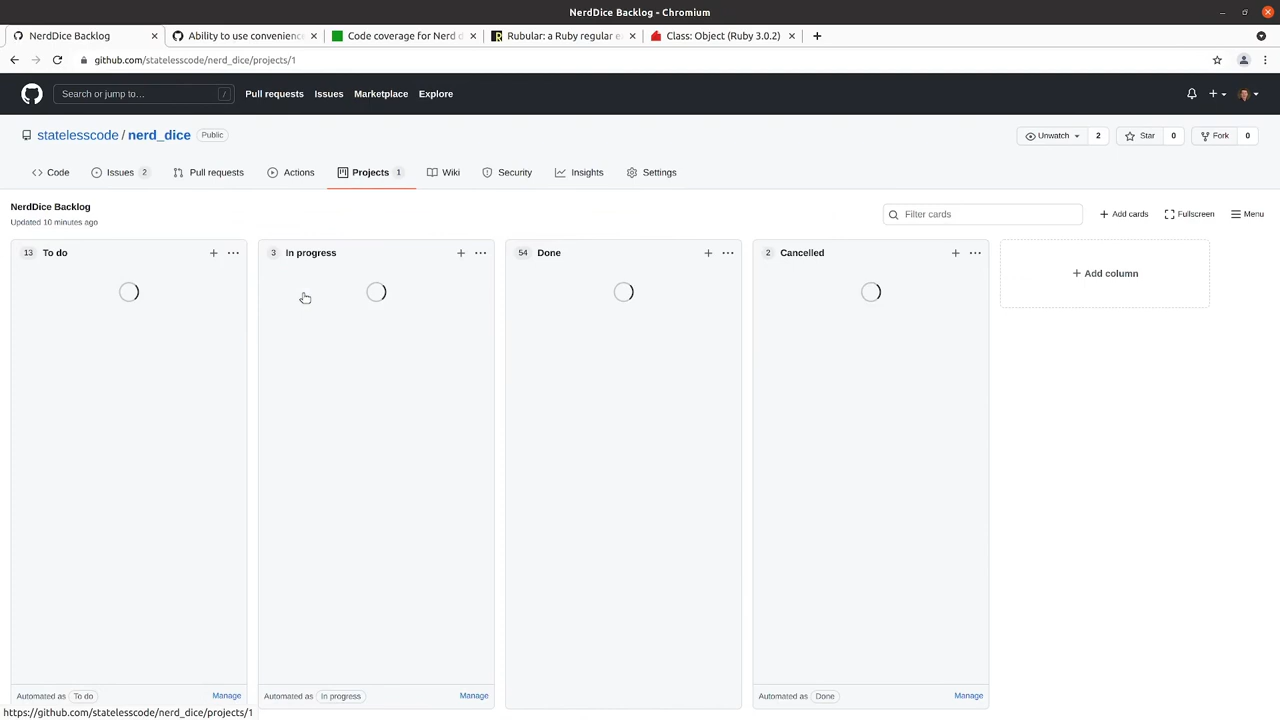 NerdDice Backlog - Chromium
NerdDice Backlog
Ability to use convenienc
Code coverage for Nerd d
Rubular: a Ruby regular e
Class: Object (Ruby 3.0.2)
github.com/statelesscode/nerd_dice/projects/1
Search or jump to… /
Pull requests
Issues
Marketplace
Explore
statelesscode / nerd_dice
Public
Unwatch 2
Star 0
Fork 0
Code
Issues 2
Pull requests
Actions
Projects 1
Wiki
Security
Insights
Settings
NerdDice Backlog
Updated 10 minutes ago
Filter cards
+ Add cards
Fullscreen
Menu
13 To do
3 In progress
54 Done
2 Cancelled
+ Add column
Automated as To do Manage
Automated as In progress Manage
Automated as Done Manage
https://github.com/statelesscode/nerd_dice/projects/1